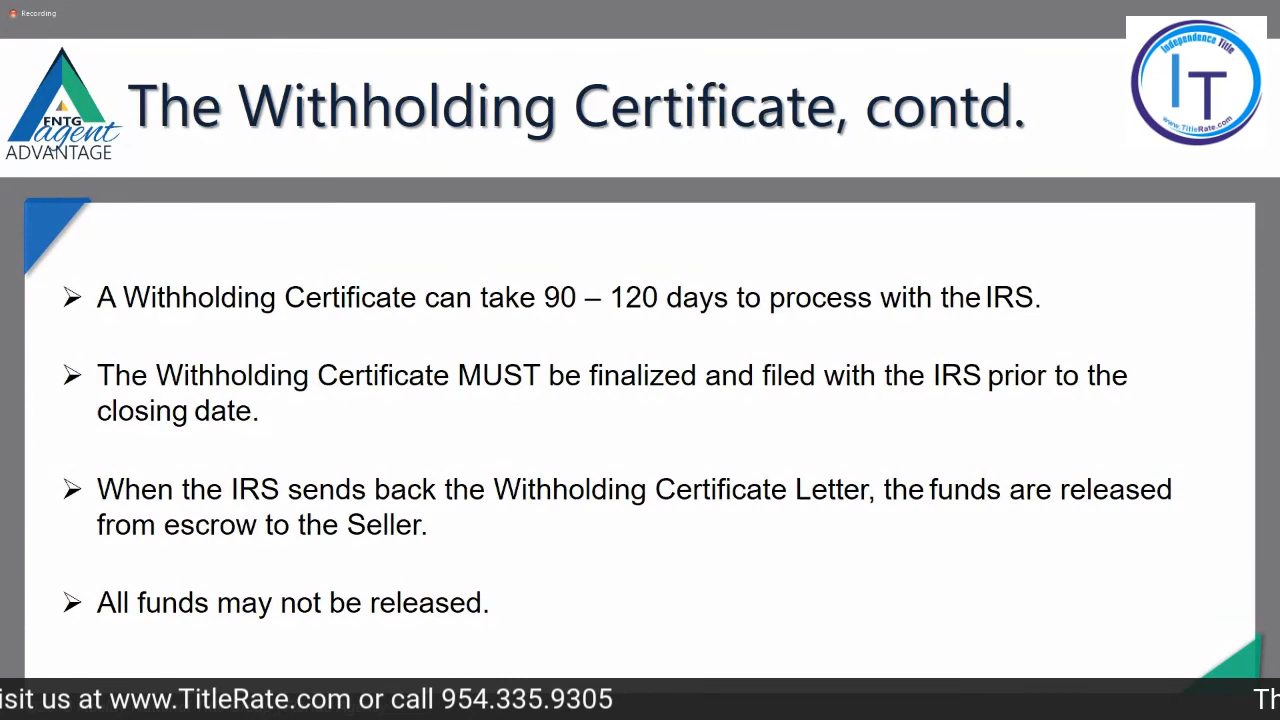 Recording
FNTG
agent
ADVANTAGE
The Withholding Certificate, contd.
Independence Title
IT
www.TitleRate.com
➢ A Withholding Certificate can take 90 – 120 days to process with the IRS.
➢ The Withholding Certificate MUST be finalized and filed with the IRS prior to the
closing date.
➢ When the IRS sends back the Withholding Certificate Letter, the funds are released
from escrow to the Seller.
➢ All funds may not be released.
isit us at www.TitleRate.com or call 954.335.9305
Th